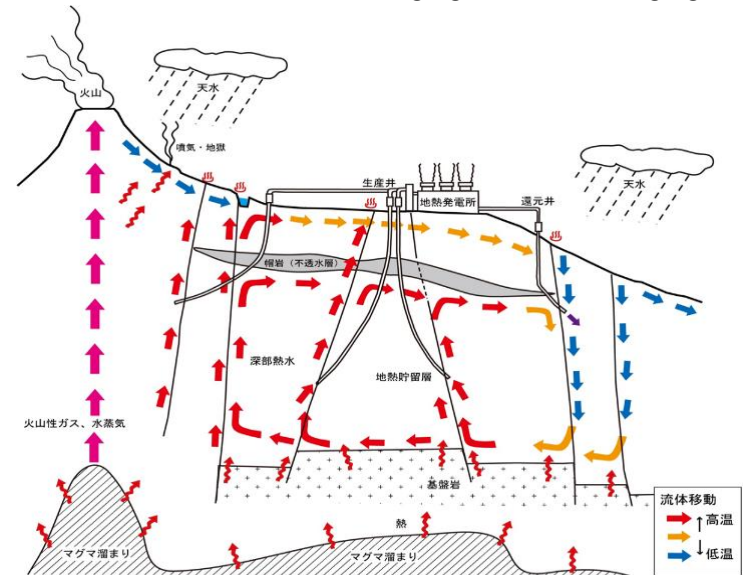 火山
天水
噴気・地獄
生産井
地熱発電所
還元井
天水
帽岩（不透水層）
深部熱水
地熱貯留層
火山性ガス、水蒸気
基盤岩
熱
マグマ溜まり
マグマ溜まり
流体移動
高温
低温